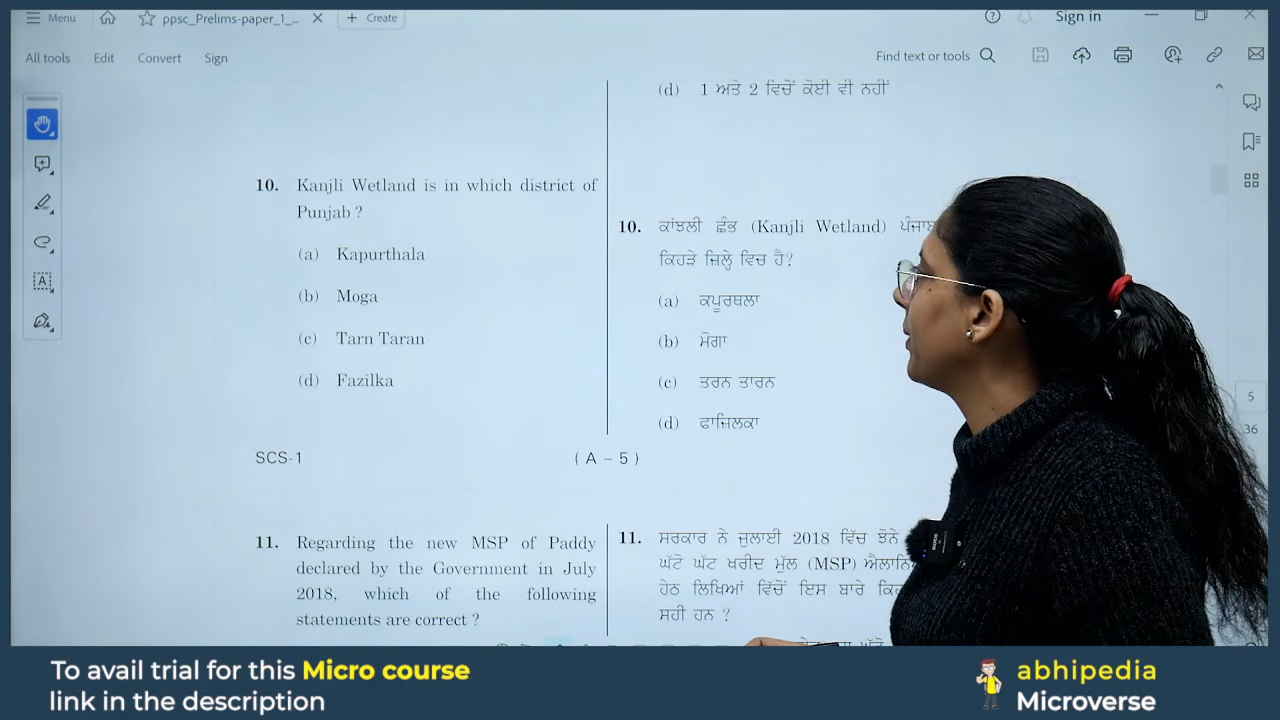 Menu
ppsc_Prelims-paper_1_...
Create
Sign in
All tools
Edit
Convert
Sign
Find text or tools
(d) 1 ਅਤੇ 2 ਵਿਚੋਂ ਕੋਈ ਵੀ ਨਹੀਂ
10. Kanjli Wetland is in which district of
Punjab ?
(a) Kapurthala
(b) Moga
(c) Tarn Taran
(d) Fazilka
10. ਕਾਂਝਲੀ ਛੰਭ (Kanjli Wetland)
ਕਿਹੜੇ ਜ਼ਿਲ੍ਹੇ ਵਿਚ ਹੈ?
(a) ਕਪੂਰਥਲਾ
(b) ਮੋਗਾ
(c) ਤਰਨ ਤਾਰਨ
(d) ਫਾਜ਼ਿਲਕਾ
5
36
SCS-1
( A – 5 )
11. Regarding the new MSP of Paddy
declared by the Government in July
2018, which of the following
statements are correct ?
11. ਸਰਕਾਰ ਨੇ ਜੁਲਾਈ 2018 ਵਿੱਚ ਝੋਨੇ
ਘੱਟੋ ਘੱਟ ਖਰੀਦ ਮੁੱਲ (MSP)
ਹੇਠ ਲਿਖਿਆਂ ਵਿੱਚੋਂ ਇਸ ਬਾਰੇ
ਸਹੀ ਹਨ ?
To avail trial for this Micro course
link in the description
abhipedia
Microverse